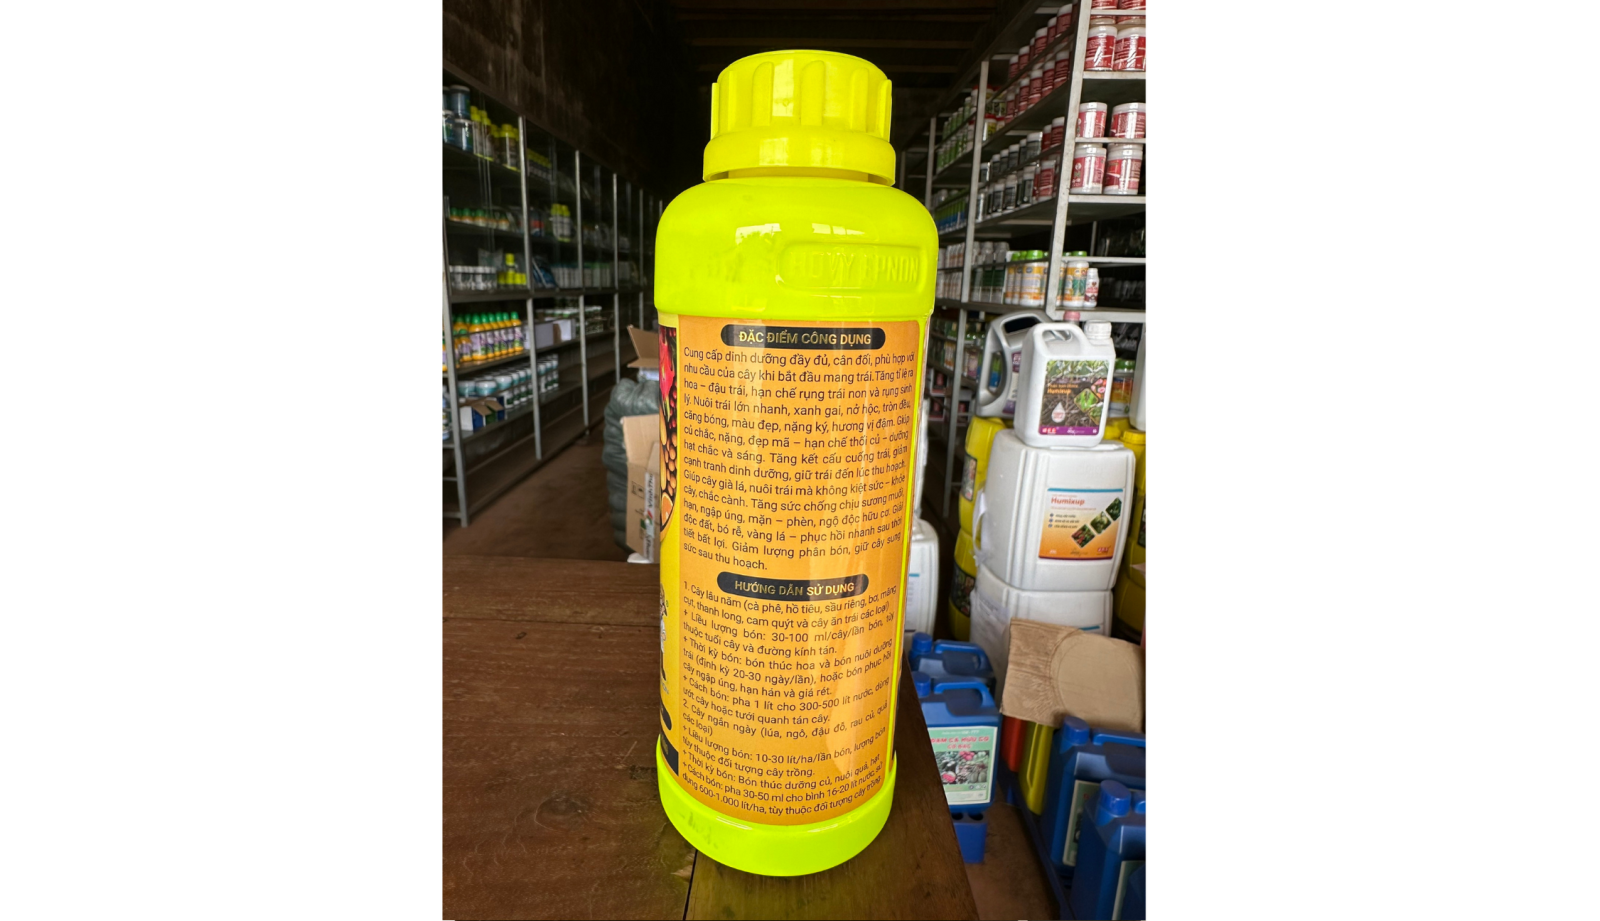 ĐẶC ĐIỂM CÔNG DỤNG
Cung cấp dinh dưỡng đầy đủ, cân đối, phù hợp với
nhu cầu của cây khi bắt đầu mang trái. Tăng tỉ lệ ra
hoa – đậu trái, hạn chế rụng trái non và rụng sinh
lý. Nuôi trái lớn nhanh, xanh gai, nở hộc, tròn đều,
căng bóng, màu đẹp, nặng ký, hương vị đậm. Giúp
củ chắc, nặng, đẹp mã – hạn chế thối củ – dưỡng
hạt chắc và sáng. Tăng kết cấu cuống trái, giảm
cạnh tranh dinh dưỡng, giữ trái đến lúc thu hoạch.
Giúp cây già lá, nuôi trái mà không kiệt sức – khỏe
cây, chắc cành. Tăng sức chống chịu sương muối,
hạn, ngập úng, mặn – phèn, ngộ độc hữu cơ. Giải
độc đất, bó rễ, vàng lá – phục hồi nhanh sau thời
tiết bất lợi. Giảm lượng phân bón, giữ cây sung
sức sau thu hoạch.
HƯỚNG DẪN SỬ DỤNG
1. Cây lâu năm (cà phê, hồ tiêu, sầu riêng, bơ, măng
cụt, thanh long, cam quýt và cây ăn trái các loại)
+ Liều lượng bón: 30-100 ml/cây/lần bón, tùy
thuộc tuổi cây và đường kính tán.
+ Thời kỳ bón: bón thúc hoa và bón nuôi dưỡng
trái (định kỳ 20-30 ngày/lần), hoặc bón phục hồi
cây ngập úng, hạn hán và giá rét.
+ Cách bón: pha 1 lít cho 300-500 lít nước, dùng
ướt cây hoặc tưới quanh tán cây.
2. Cây ngắn ngày (lúa, ngô, đậu đỗ, rau củ, quả
các loại)
+ Liều lượng bón: 10-30 lít/ha/lần bón, lượng bón
tùy thuộc đối tượng cây trồng.
+ Thời kỳ bón: Bón thúc dưỡng củ, nuôi quả, hạt
+ Cách bón: pha 30-50 ml cho bình 16-20 lít nước, sử
dụng 600-1.000 lít/ha, tùy thuộc đối tượng cây trồng
Humixup
Humixup